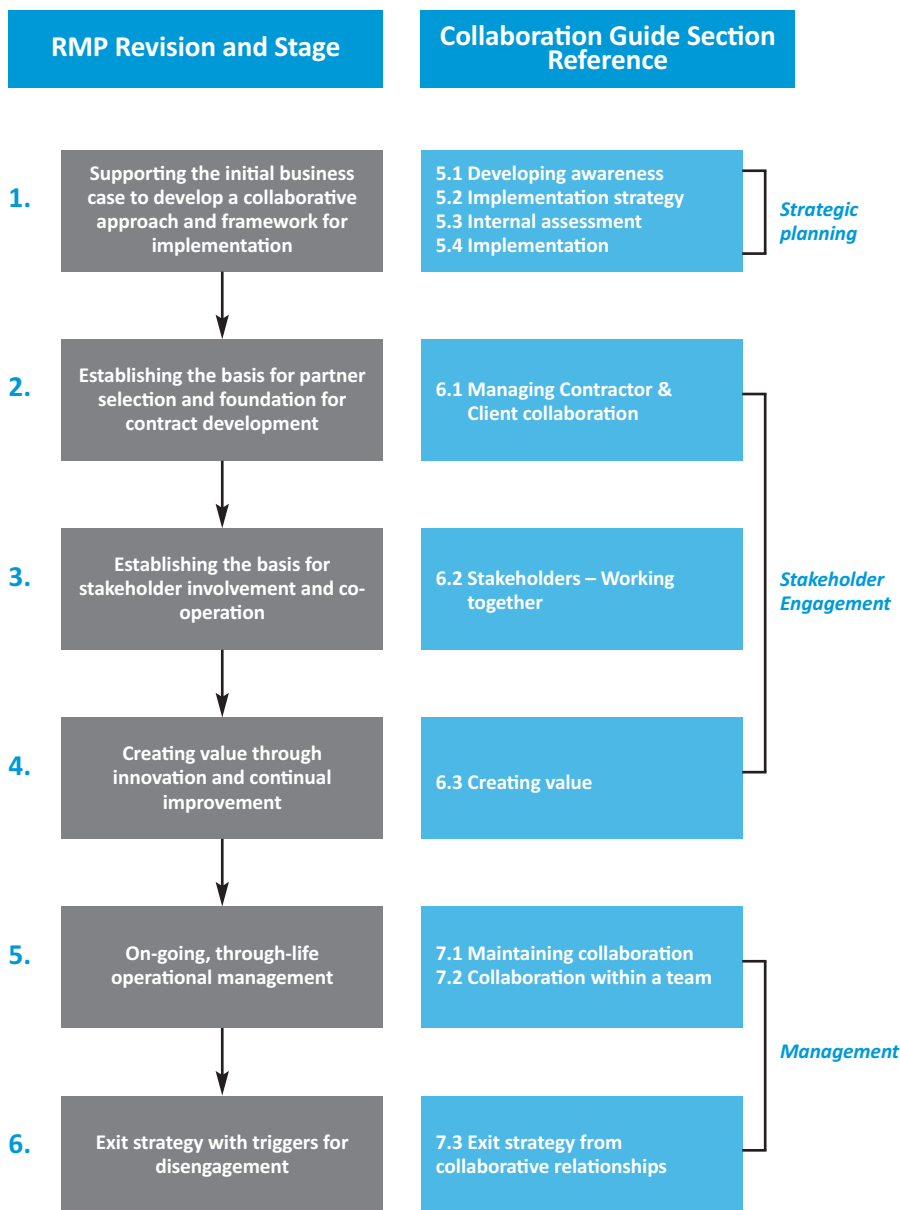 RMP Revision and Stage
Collaboration Guide Section
Reference
1.
Supporting the initial business
case to develop a collaborative
approach and framework for
implementation
5.1 Developing awareness
5.2 Implementation strategy
5.3 Internal assessment
5.4 Implementation
Strategic
planning
2.
Establishing the basis for partner
selection and foundation for
contract development
6.1 Managing Contractor &
Client collaboration
3.
Establishing the basis for
stakeholder involvement and co-
operation
6.2 Stakeholders – Working
together
Stakeholder
Engagement
4.
Creating value through
innovation and continual
improvement
6.3 Creating value
5.
On-going, through-life
operational management
7.1 Maintaining collaboration
7.2 Collaboration within a team
Management
6.
Exit strategy with triggers for
disengagement
7.3 Exit strategy from
collaborative relationships